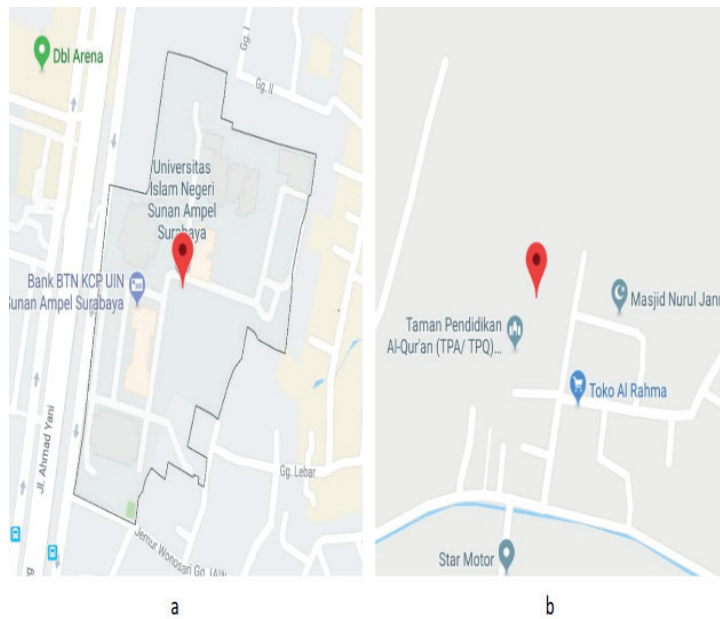 Dbl Arena
Gg. I
Gg. II
Universitas
Islam Negeri
Sunan Ampel
Surabaya
Bank BTN KCP UIN
Sunan Ampel Surabaya
Jl. Ahmad Yani
Gg. Lebar
Jemur Wonosari Gg. IAIN
g
Masjid Nurul Jann
Taman Pendidikan
Al-Qur'an (TPA/ TPQ)...
Toko Al Rahma
Star Motor
a
b